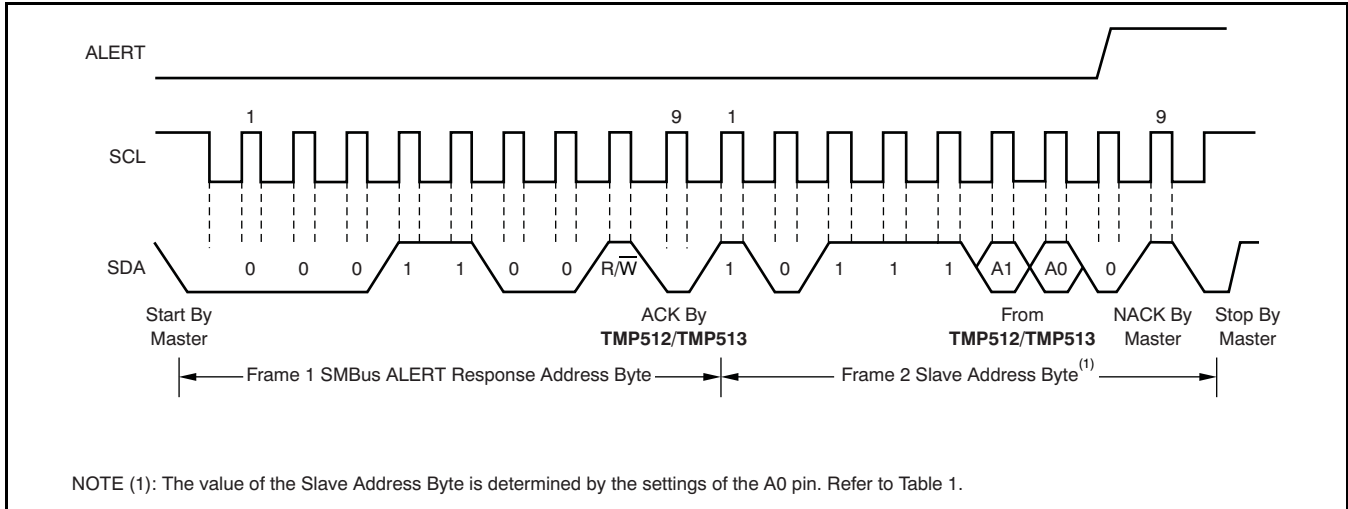 ALERT
1 9 1 9
SCL
SDA 0 0 0 1 1 0 0 R/W̅ 1 0 1 1 1 A1 A0 0
Start By Master
ACK By TMP512/TMP513
From TMP512/TMP513
NACK By Master
Stop By Master
Frame 1 SMBus ALERT Response Address Byte
Frame 2 Slave Address Byte(1)
NOTE (1): The value of the Slave Address Byte is determined by the settings of the A0 pin. Refer to Table 1.